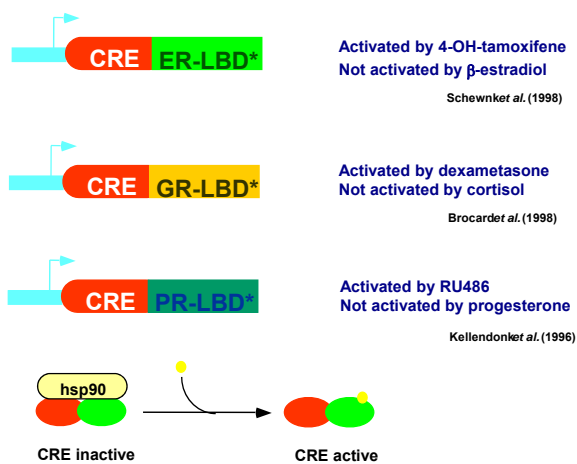 CRE ER-LBD*
Activated by 4-OH-tamoxifene
Not activated by β-estradiol
Schewnket al. (1998)
CRE GR-LBD*
Activated by dexametasone
Not activated by cortisol
Brocardet al. (1998)
CRE PR-LBD*
Activated by RU486
Not activated by progesterone
Kellendonket al. (1996)
hsp90
CRE inactive
CRE active